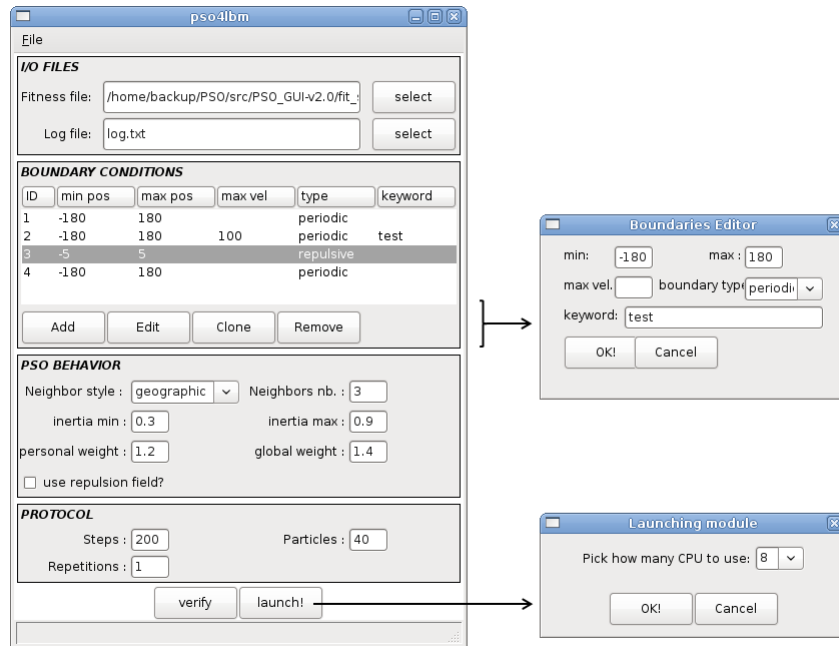 pso4lbm
File
I/O FILES
Fitness file: /home/backup/PSO/src/PSO_GUI-v2.0/fit_ select
Log file: log.txt select
BOUNDARY CONDITIONS
ID min pos max pos max vel type keyword
1 -180 180 periodic
2 -180 180 100 periodic test
3 -5 5 repulsive
4 -180 180 periodic
Add Edit Clone Remove
PSO BEHAVIOR
Neighbor style : geographic Neighbors nb. : 3
inertia min : 0.3 inertia max : 0.9
personal weight : 1.2 global weight : 1.4
use repulsion field?
PROTOCOL
Steps : 200 Particles : 40
Repetitions : 1
verify launch!
Boundaries Editor
min: -180 max : 180
max vel. boundary type periodi
keyword: test
OK! Cancel
Launching module
Pick how many CPU to use: 8
OK! Cancel